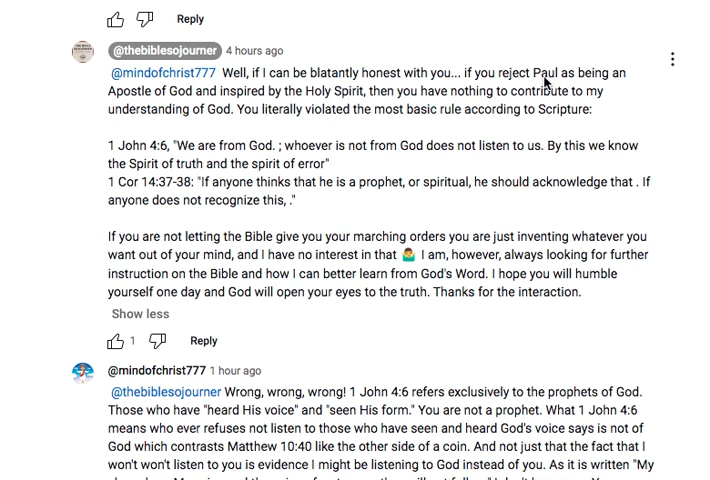 Reply
@thebiblesojourner 4 hours ago
@mindofchrist777 Well, if I can be blatantly honest with you... if you reject Paul as being an
Apostle of God and inspired by the Holy Spirit, then you have nothing to contribute to my
understanding of God. You literally violated the most basic rule according to Scripture:
1 John 4:6, "We are from God. ; whoever is not from God does not listen to us. By this we know
the Spirit of truth and the spirit of error"
1 Cor 14:37-38: "If anyone thinks that he is a prophet, or spiritual, he should acknowledge that . If
anyone does not recognize this, ."
If you are not letting the Bible give you your marching orders you are just inventing whatever you
want out of your mind, and I have no interest in that 🤷‍♂️ I am, however, always looking for further
instruction on the Bible and how I can better learn from God's Word. I hope you will humble
yourself one day and God will open your eyes to the truth. Thanks for the interaction.
Show less
1 Reply
@mindofchrist777 1 hour ago
@thebiblesojourner Wrong, wrong, wrong! 1 John 4:6 refers exclusively to the prophets of God.
Those who have "heard His voice" and "seen His form." You are not a prophet. What 1 John 4:6
means who ever refuses not listen to those who have seen and heard God's voice says is not of
God which contrasts Matthew 10:40 like the other side of a coin. And not just that the fact that I
won't won't listen to you is evidence I might be listening to God instead of you. As it is written "My